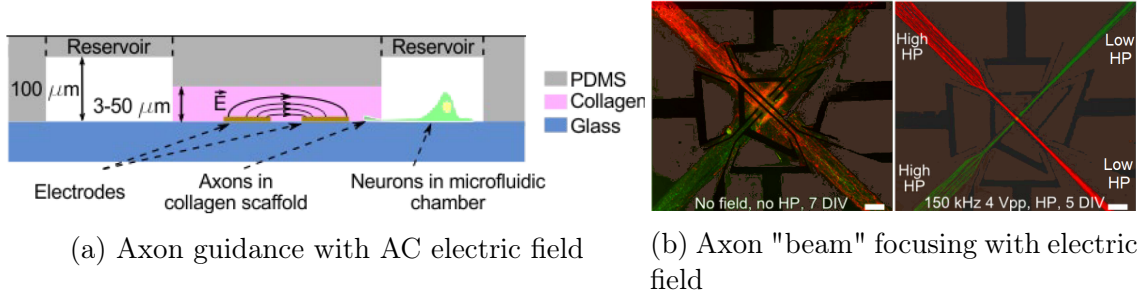 Reservoir
Reservoir
100 μm
3-50 μm
E
PDMS
Collagen
Glass
Electrodes
Axons in
collagen scaffold
Neurons in microfluidic
chamber
(a) Axon guidance with AC electric field
High
HP
Low
HP
High
HP
Low
HP
No field, no HP, 7 DIV
150 kHz 4 Vpp, HP, 5 DIV
(b) Axon "beam" focusing with electric
field